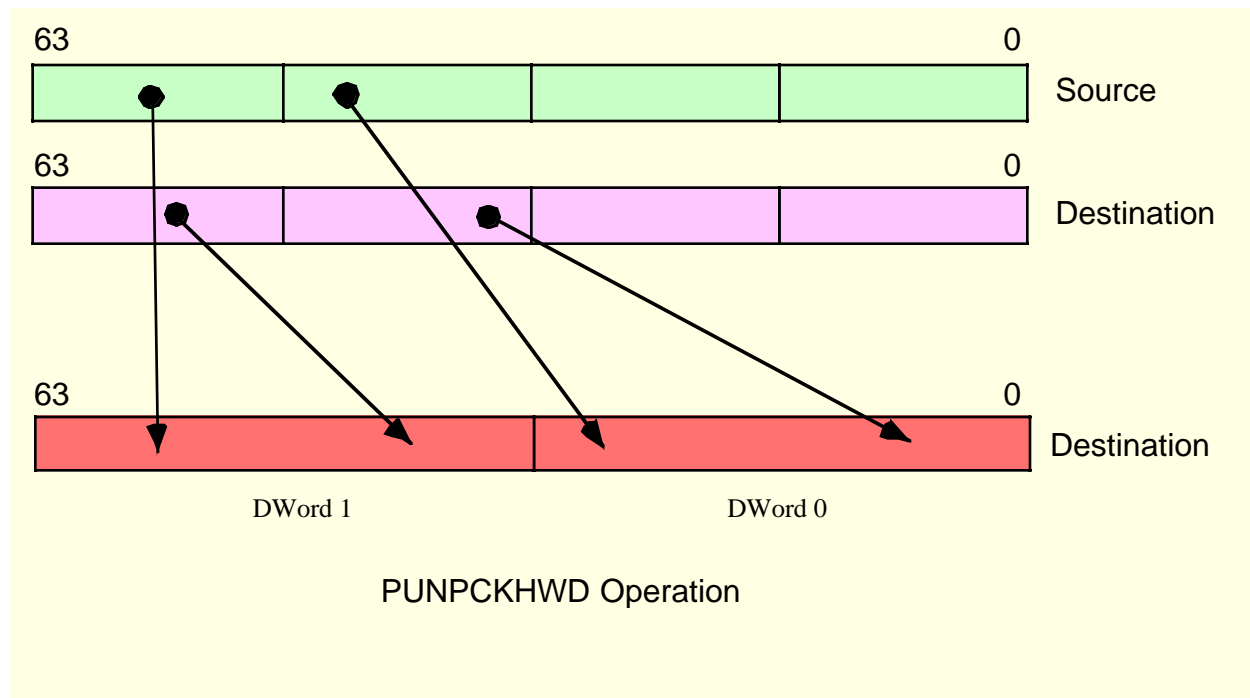 63 0
Source
63 0
Destination
63 0
Destination
DWord 1 DWord 0
PUNPCKHWD Operation